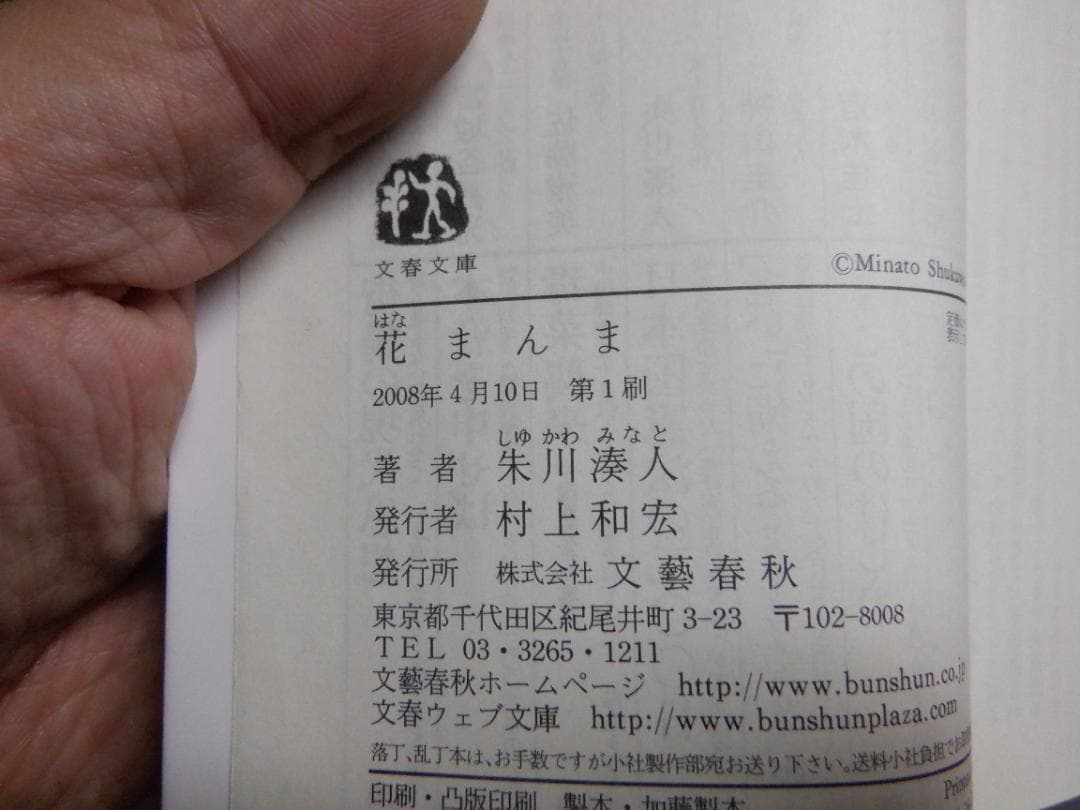 文春文庫
©Minato Shukaw
はな
花まんま
2008年4月10日 第1刷
しゆ かわ みなと
著者 朱川湊人
発行者 村上和宏
発行所 株式会社 文藝春秋
東京都千代田区紀尾井町 3-23 〒102-8008
TEL 03・3265・1211
文藝春秋ホームページ http://www.bunshun.co.jp
文春ウェブ文庫 http://www.bunshunplaza.com
落丁、乱丁本は、お手数ですが小社製作部宛お送り下さい。送料小社負担でお
印刷・凸版印刷 製本・加藤製本